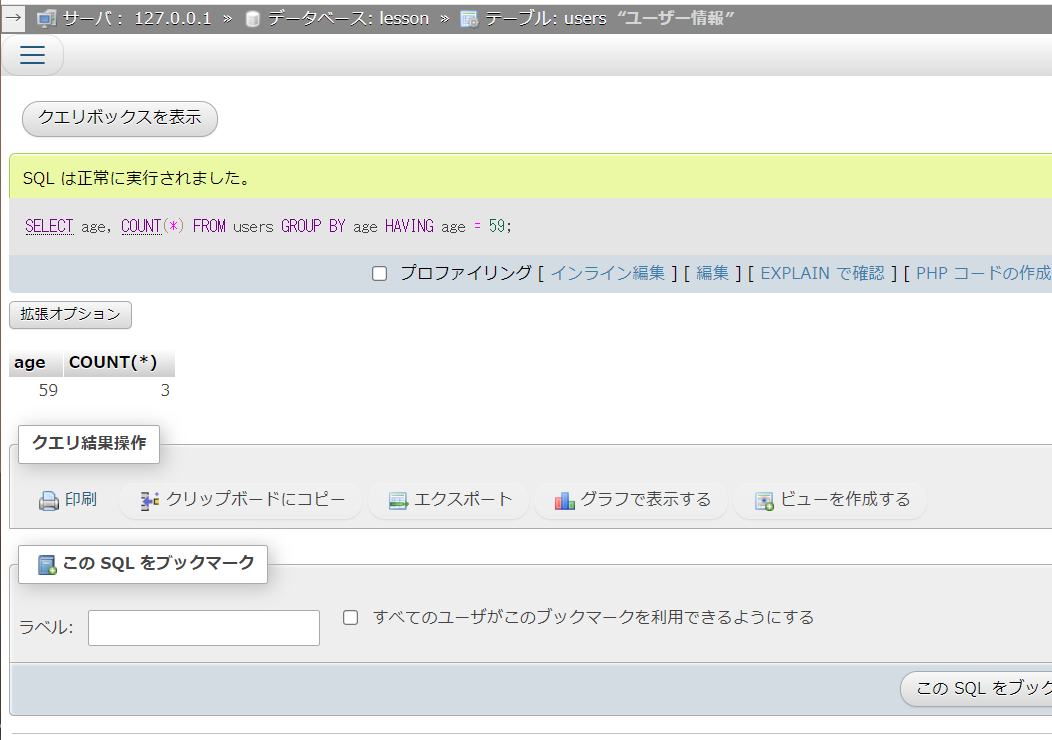 → サーバ: 127.0.0.1 » データベース: lesson » テーブル: users “ユーザー情報”
クエリボックスを表示
SQL は正常に実行されました。
SELECT age, COUNT(*) FROM users GROUP BY age HAVING age = 59;
プロファイリング [ インライン編集 ] [ 編集 ] [ EXPLAIN で確認 ] [ PHP コードの作成
拡張オプション
age COUNT(*)
59 3
クエリ結果操作
印刷 クリップボードにコピー エクスポート グラフで表示する ビューを作成する
この SQL をブックマーク
ラベル: すべてのユーザがこのブックマークを利用できるようにする
この SQL をブック